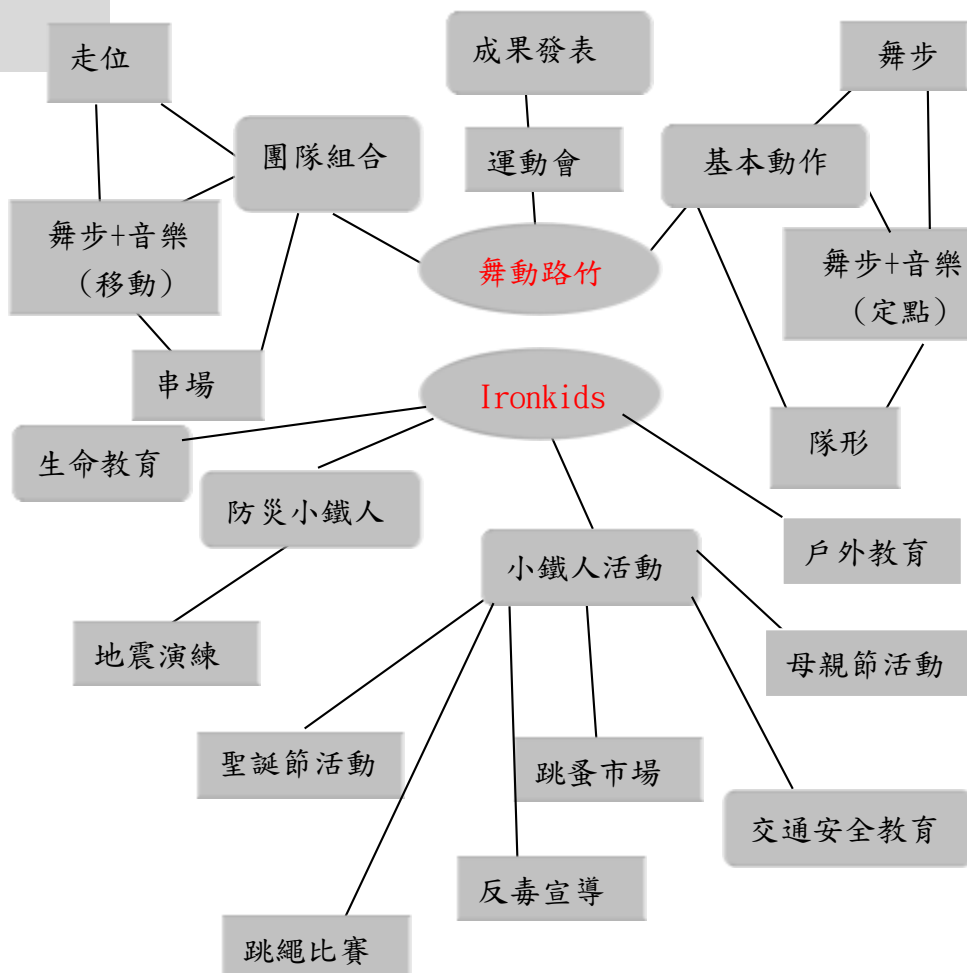 走位
成果發表
舞步
團隊組合
運動會
基本動作
舞步+音樂
(移動)
舞動路竹
舞步+音樂
(定點)
串場
Ironkids
隊形
生命教育
防災小鐵人
戶外教育
小鐵人活動
地震演練
母親節活動
聖誕節活動
跳蚤市場
交通安全教育
反毒宣導
跳繩比賽